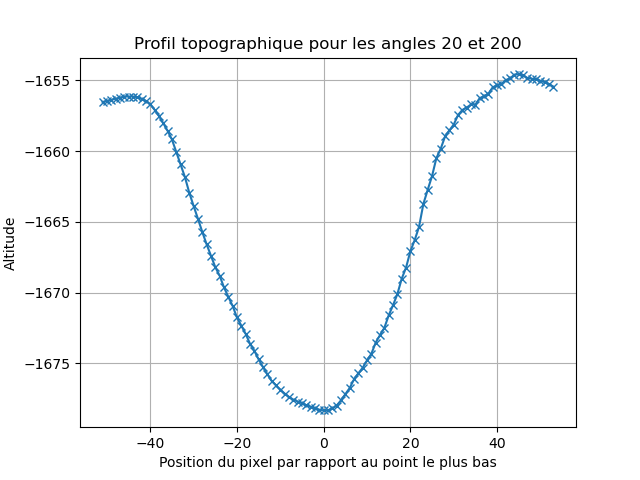 Profil topographique pour les angles 20 et 200
−1655
−1660
−1665
−1670
−1675
Altitude
−40 −20 0 20 40
Position du pixel par rapport au point le plus bas